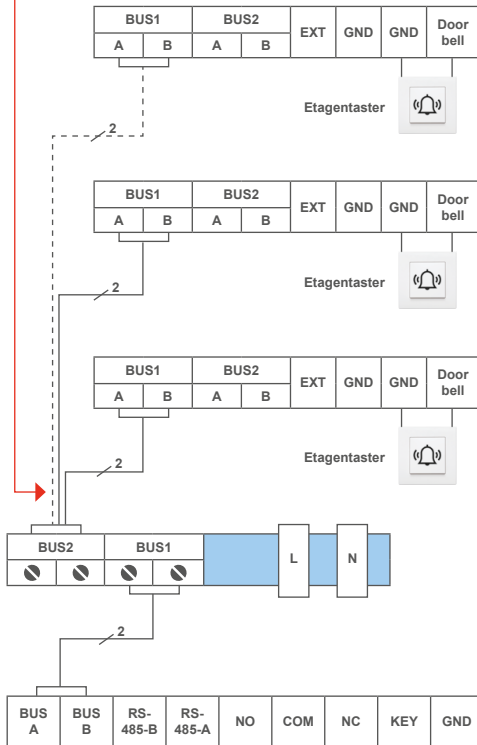 BUS1 BUS2 EXT GND GND Door bell
A B A B
Etagentaster
2
BUS1 BUS2 EXT GND GND Door bell
A B A B
Etagentaster
2
BUS1 BUS2 EXT GND GND Door bell
A B A B
Etagentaster
2
BUS2 BUS1 L N
2
BUS A BUS B RS-485-B RS-485-A NO COM NC KEY GND